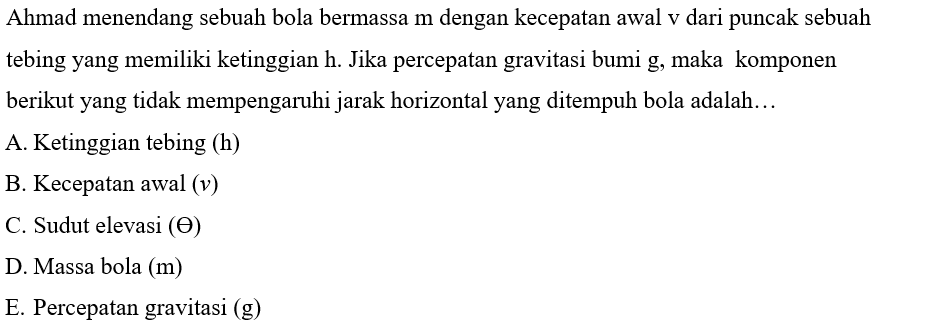 Ahmad menendang sebuah bola bermassa m dengan kecepatan awal v dari puncak sebuah
tebing yang memiliki ketinggian h. Jika percepatan gravitasi bumi g, maka komponen
berikut yang tidak mempengaruhi jarak horizontal yang ditempuh bola adalah…
A. Ketinggian tebing (h)
B. Kecepatan awal (v)
C. Sudut elevasi (Ѳ)
D. Massa bola (m)
E. Percepatan gravitasi (g)